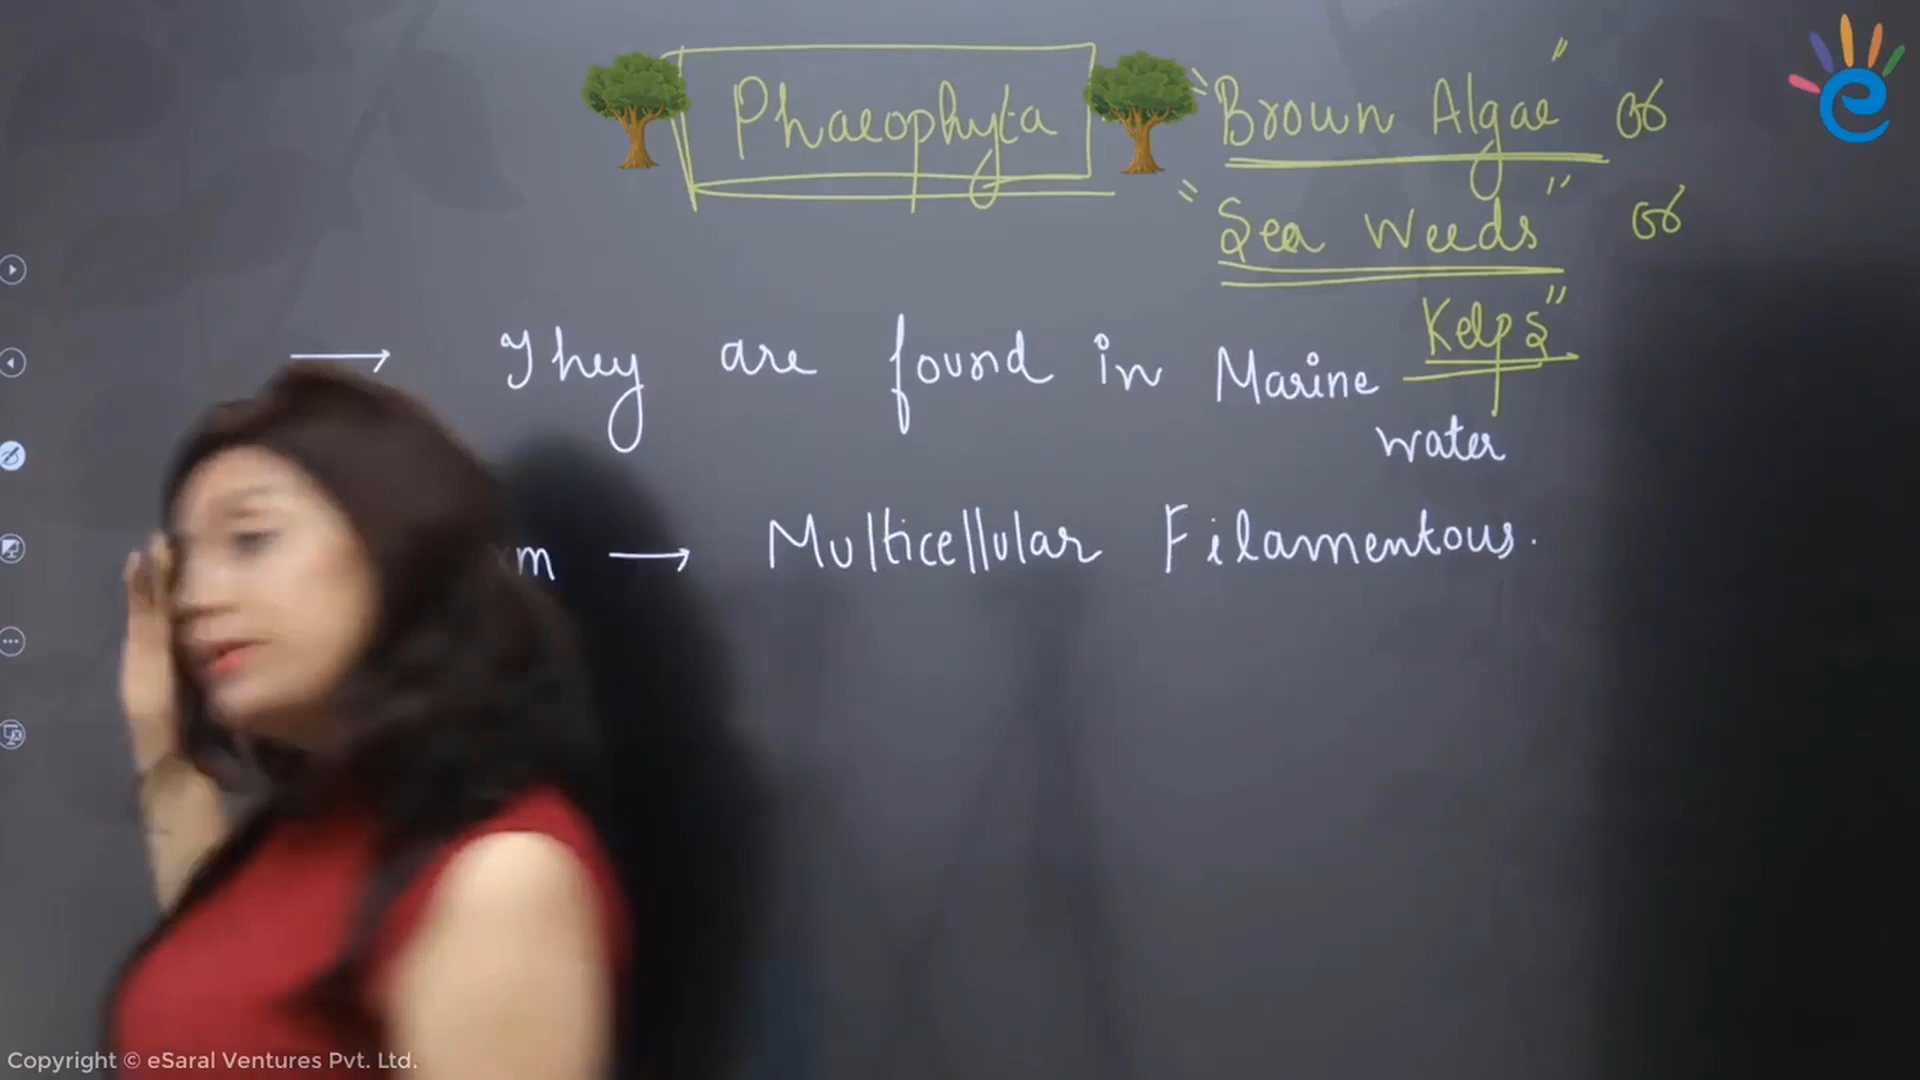 Phaeophyta "Brown Algae" or
"Sea Weeds" or
Kelps"
→ They are found in Marine
water
→ Multicellular Filamentous.
Copyright © eSaral Ventures Pvt. Ltd.